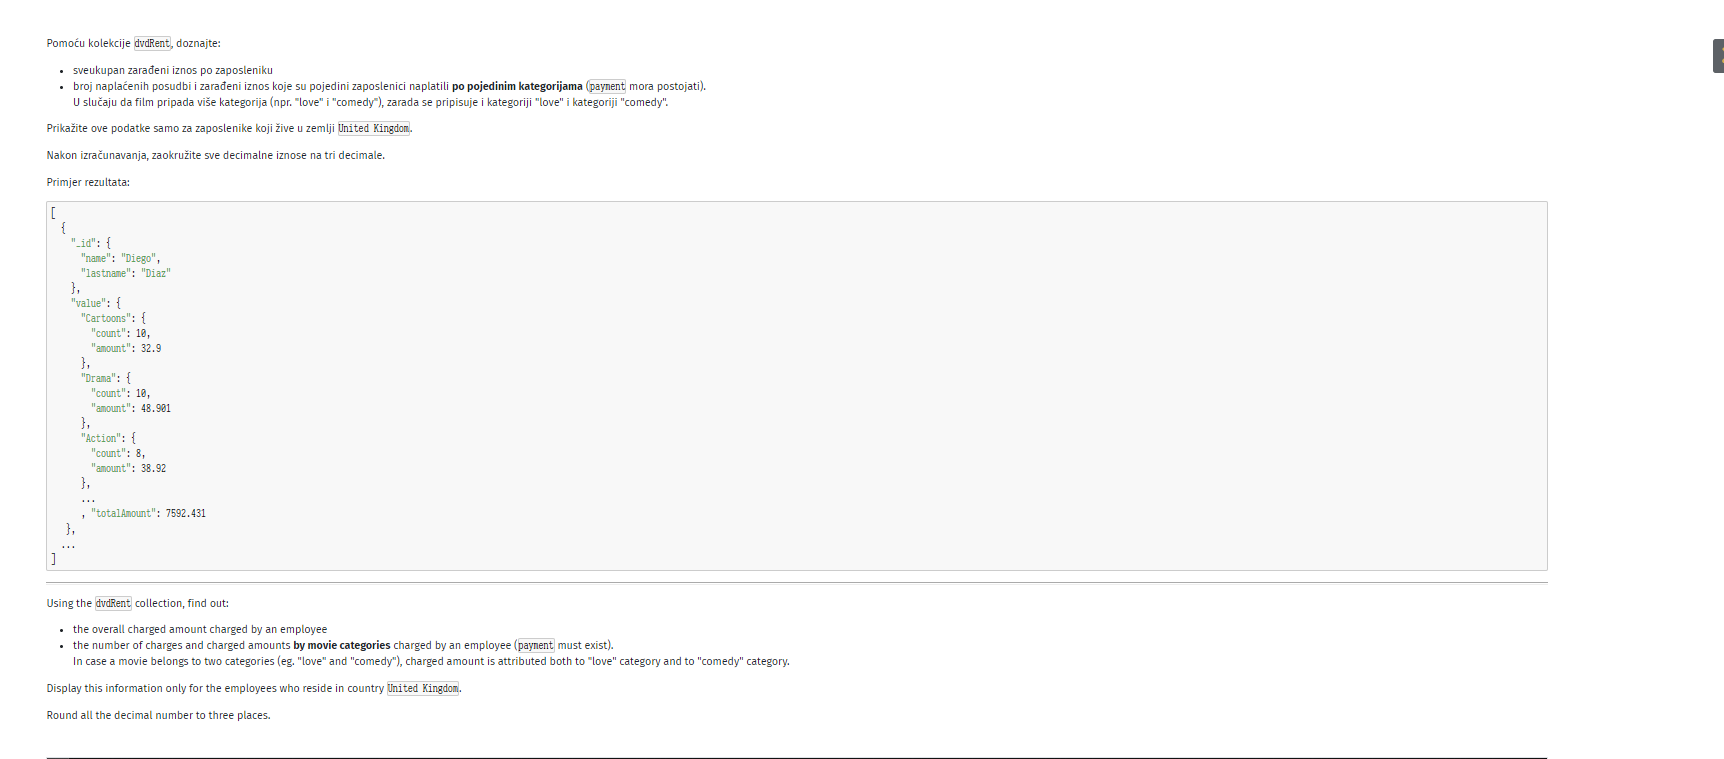 Pomoću kolekcije dvdRent, doznajte:
sveukupan zarađeni iznos po zaposleniku
broj naplaćenih posudbi i zarađeni iznos koje su pojedini zaposlenici naplatili po pojedinim kategorijama (payment mora postojati).
U slučaju da film pripada više kategorija (npr. "love" i "comedy"), zarada se pripisuje i kategoriji "love" i kategoriji "comedy".
Prikažite ove podatke samo za zaposlenike koji žive u zemlji United Kingdom.
Nakon izračunavanja, zaokružite sve decimalne iznose na tri decimale.
Primjer rezultata:
[
{
"_id": {
"name": "Diego",
"lastname": "Diaz"
},
"value": {
"Cartoons": {
"count": 10,
"amount": 32.9
},
"Drama": {
"count": 10,
"amount": 48.901
},
"Action": {
"count": 8,
"amount": 38.92
},
...
, "totalAmount": 7592.431
},
...
]
Using the dvdRent collection, find out:
the overall charged amount charged by an employee
the number of charges and charged amounts by movie categories charged by an employee (payment must exist).
In case a movie belongs to two categories (eg. "love" and "comedy"), charged amount is attributed both to "love" category and to "comedy" category.
Display this information only for the employees who reside in country United Kingdom.
Round all the decimal number to three places.